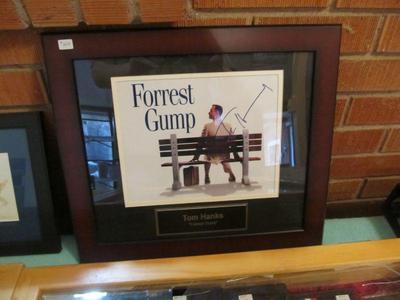 Forrest
Gump
Tom Hanks
"Forrest Gump"